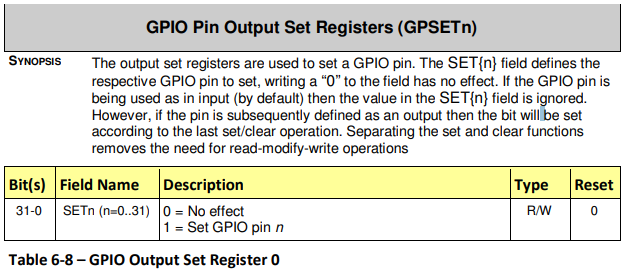 GPIO Pin Output Set Registers (GPSETn)
SYNOPSIS The output set registers are used to set a GPIO pin. The SET{n} field defines the
respective GPIO pin to set, writing a “0” to the field has no effect. If the GPIO pin is
being used as in input (by default) then the value in the SET{n} field is ignored.
However, if the pin is subsequently defined as an output then the bit will be set
according to the last set/clear operation. Separating the set and clear functions
removes the need for read-modify-write operations
Bit(s) Field Name Description Type Reset
31-0 SETn (n=0..31) 0 = No effect R/W 0
1 = Set GPIO pin n
Table 6-8 – GPIO Output Set Register 0